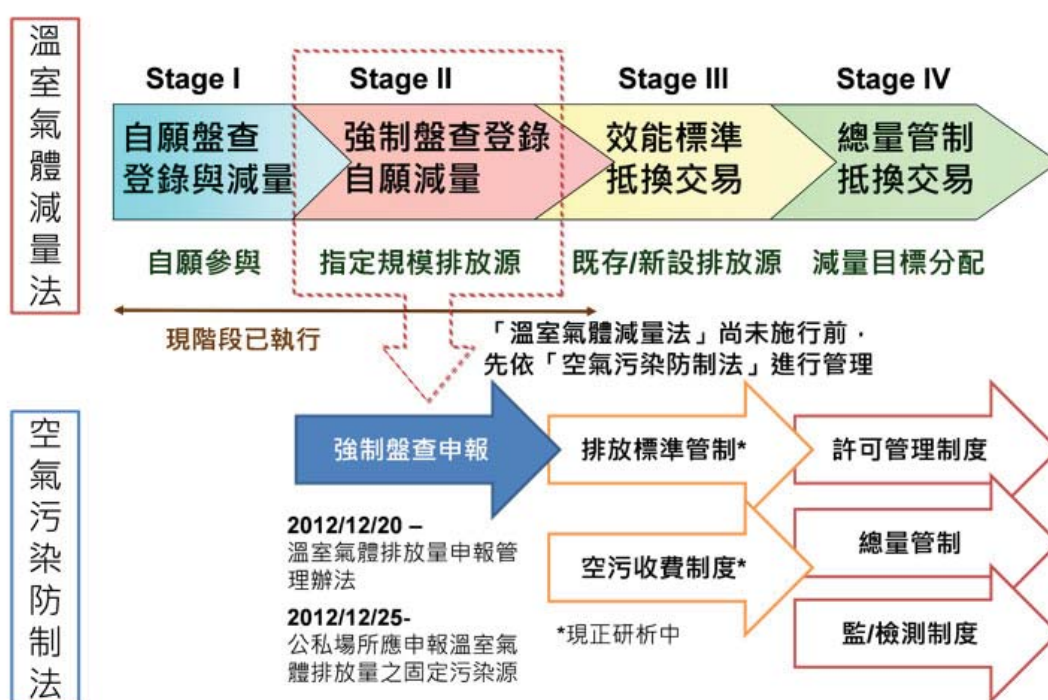 溫室氣體減量法
Stage I
Stage II
Stage III
Stage IV
自願盤查
登錄與減量
強制盤查登錄
自願減量
效能標準
抵換交易
總量管制
抵換交易
自願參與
指定規模排放源
既存/新設排放源
減量目標分配
現階段已執行
「溫室氣體減量法」尚未施行前，
先依「空氣污染防制法」進行管理
空氣污染防制法
強制盤查申報
排放標準管制*
許可管理制度
2012/12/20 –
溫室氣體排放量申報管
理辦法
空污收費制度*
總量管制
2012/12/25-
公私場所應申報溫室氣
體排放量之固定污染源
*現正研析中
監/檢測制度